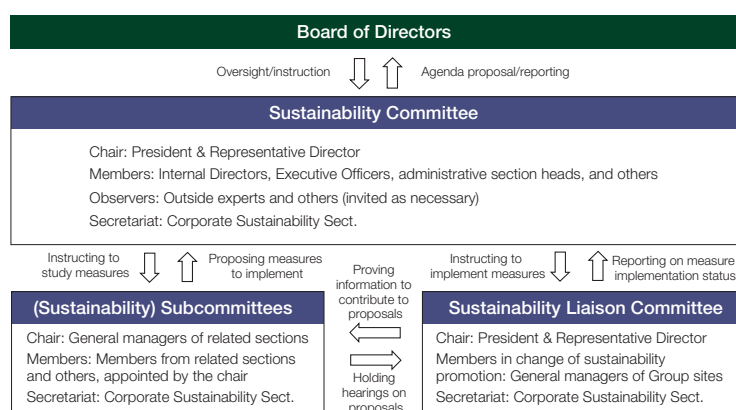 Board of Directors
Oversight/instruction
Agenda proposal/reporting
Sustainability Committee
Chair: President & Representative Director
Members: Internal Directors, Executive Officers, administrative section heads, and others
Observers: Outside experts and others (invited as necessary)
Secretariat: Corporate Sustainability Sect.
Instructing to
study measures
Proposing measures
to implement
Proving
information to
contribute to
proposals
Instructing to
implement measures
Reporting on measure
implementation status
(Sustainability) Subcommittees
Chair: General managers of related sections
Members: Members from related sections
and others, appointed by the chair
Secretariat: Corporate Sustainability Sect.
Holding
hearings on
proposals
Sustainability Liaison Committee
Chair: President & Representative Director
Members in change of sustainability
promotion: General managers of Group sites
Secretariat: Corporate Sustainability Sect.